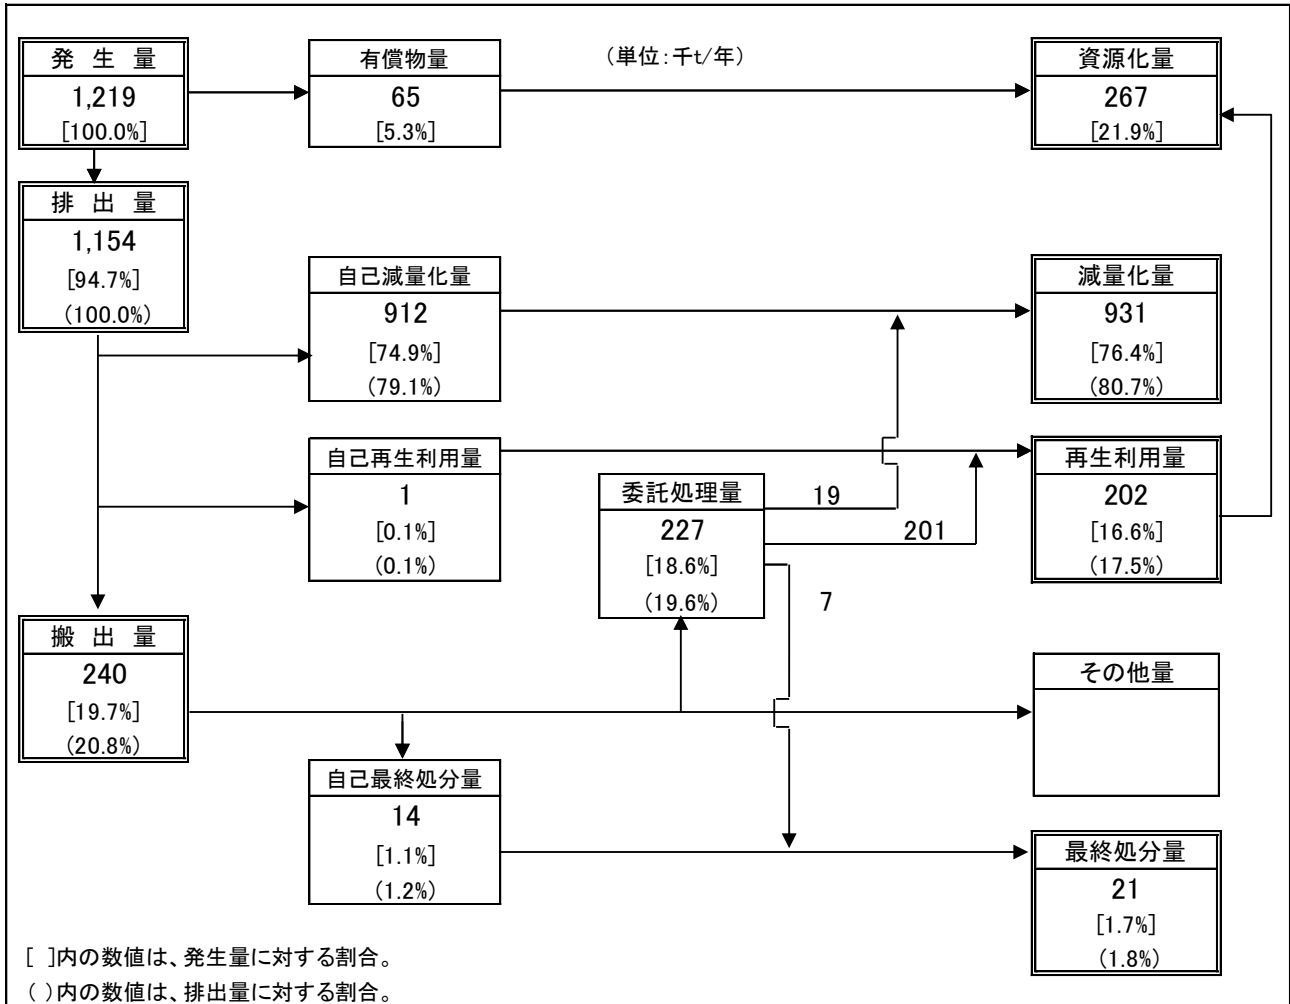 発 生 量
1,219
[100.0%]
有償物量
65
[5.3%]
（単位：千t/年）
資源化量
267
[21.9%]
排 出 量
1,154
[94.7%]
(100.0%)
自己減量化量
912
[74.9%]
(79.1%)
減量化量
931
[76.4%]
(80.7%)
自己再生利用量
1
[0.1%]
(0.1%)
委託処理量
227
[18.6%]
(19.6%)
19
201
7
再生利用量
202
[16.6%]
(17.5%)
搬 出 量
240
[19.7%]
(20.8%)
その他量
自己最終処分量
14
[1.1%]
(1.2%)
最終処分量
21
[1.7%]
(1.8%)
[ ]内の数値は、発生量に対する割合。
( )内の数値は、排出量に対する割合。